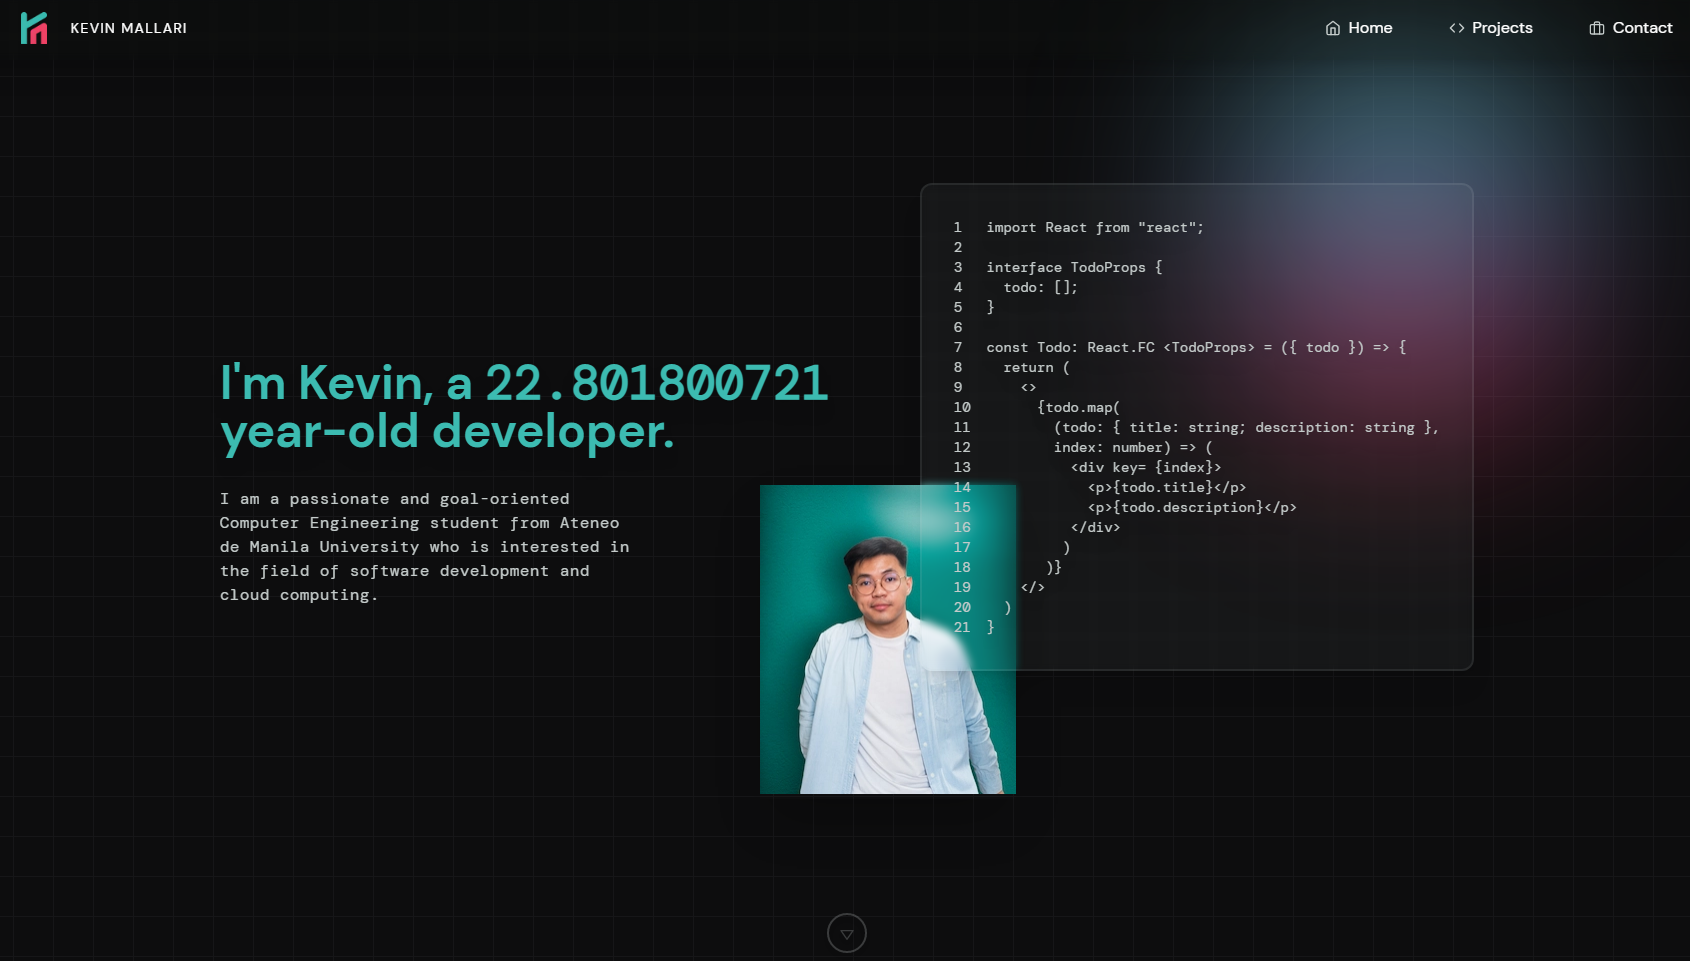 KEVIN MALLARI
Home
Projects
Contact
I'm Kevin, a 22.801800721
year-old developer.
I am a passionate and goal-oriented
Computer Engineering student from Ateneo
de Manila University who is interested in
the field of software development and
cloud computing.
1 import React from "react";
2
3 interface TodoProps {
4 todo: [];
5 }
6
7 const Todo: React.FC <TodoProps> = ({ todo }) => {
8 return (
9 <>
10 {todo.map(
11 (todo: { title: string; description: string },
12 index: number) => (
13 <div key= {index}>
14 <p>{todo.title}</p>
15 <p>{todo.description}</p>
16 </div>
17 )
18 )}
19 </>
20 )
21 }